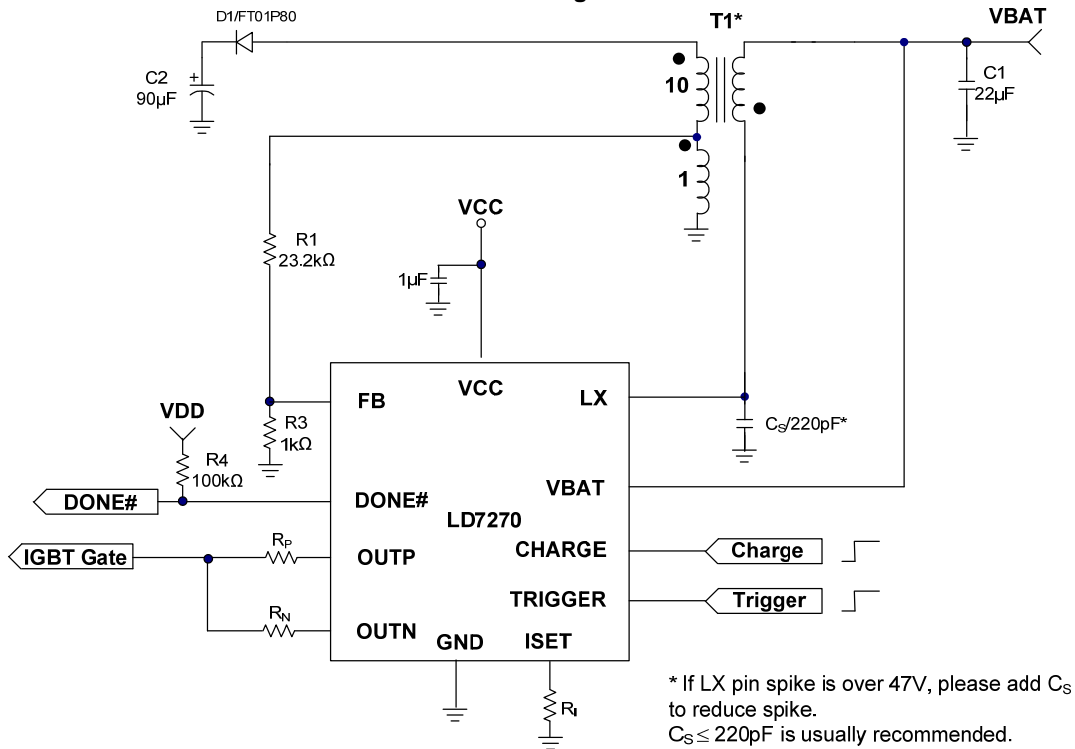 D1/FT01P80
T1*
VBAT
C2
90µF
+
10
C1
22µF
1
VCC
R1
23.2kΩ
1µF
VCC
FB
LX
VDD
R3
1kΩ
CS/220pF*
R4
100kΩ
DONE#
DONE#
VBAT
LD7270
IGBT Gate
RP
OUTP
CHARGE
Charge
TRIGGER
Trigger
RN
OUTN
GND
ISET
RI
* If LX pin spike is over 47V, please add CS
to reduce spike.
CS ≤ 220pF is usually recommended.